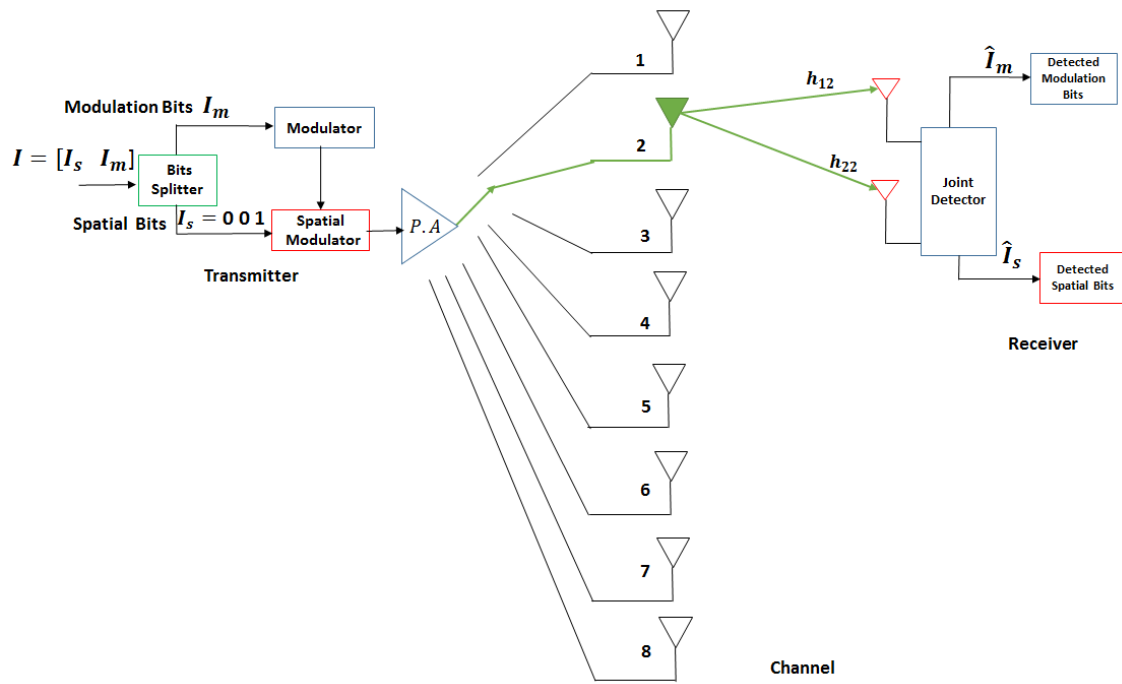 1
Modulation Bits I_m
Modulator
I = [I_s I_m]
Bits
Splitter
Spatial Bits
I_s = 0 0 1
Spatial
Modulator
Transmitter
P.A
2
3
4
5
6
7
8
h_12
h_22
Channel
Î_m
Detected
Modulation
Bits
Joint
Detector
Î_s
Detected
Spatial Bits
Receiver